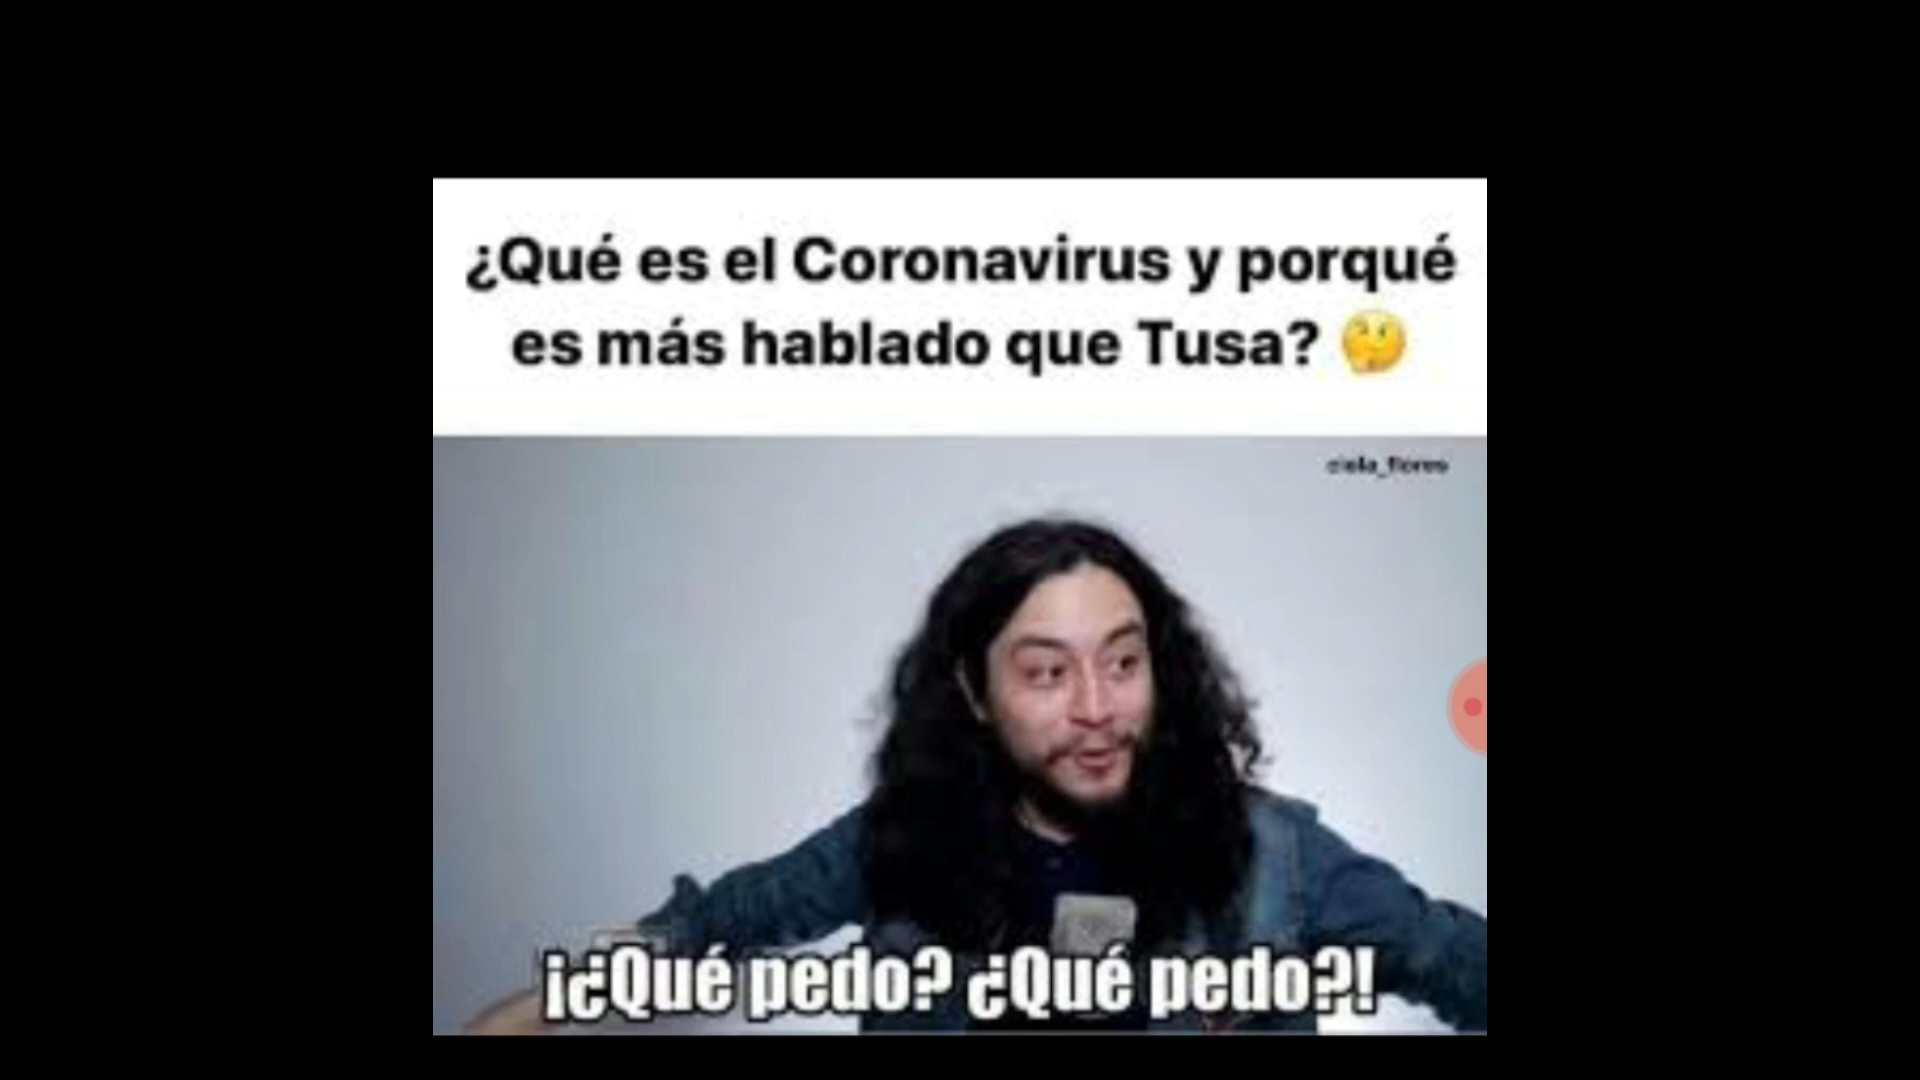 ¿Qué es el Coronavirus y porqué
es más hablado que Tusa? 🤔
¡¿Qué pedo? ¿Qué pedo?!